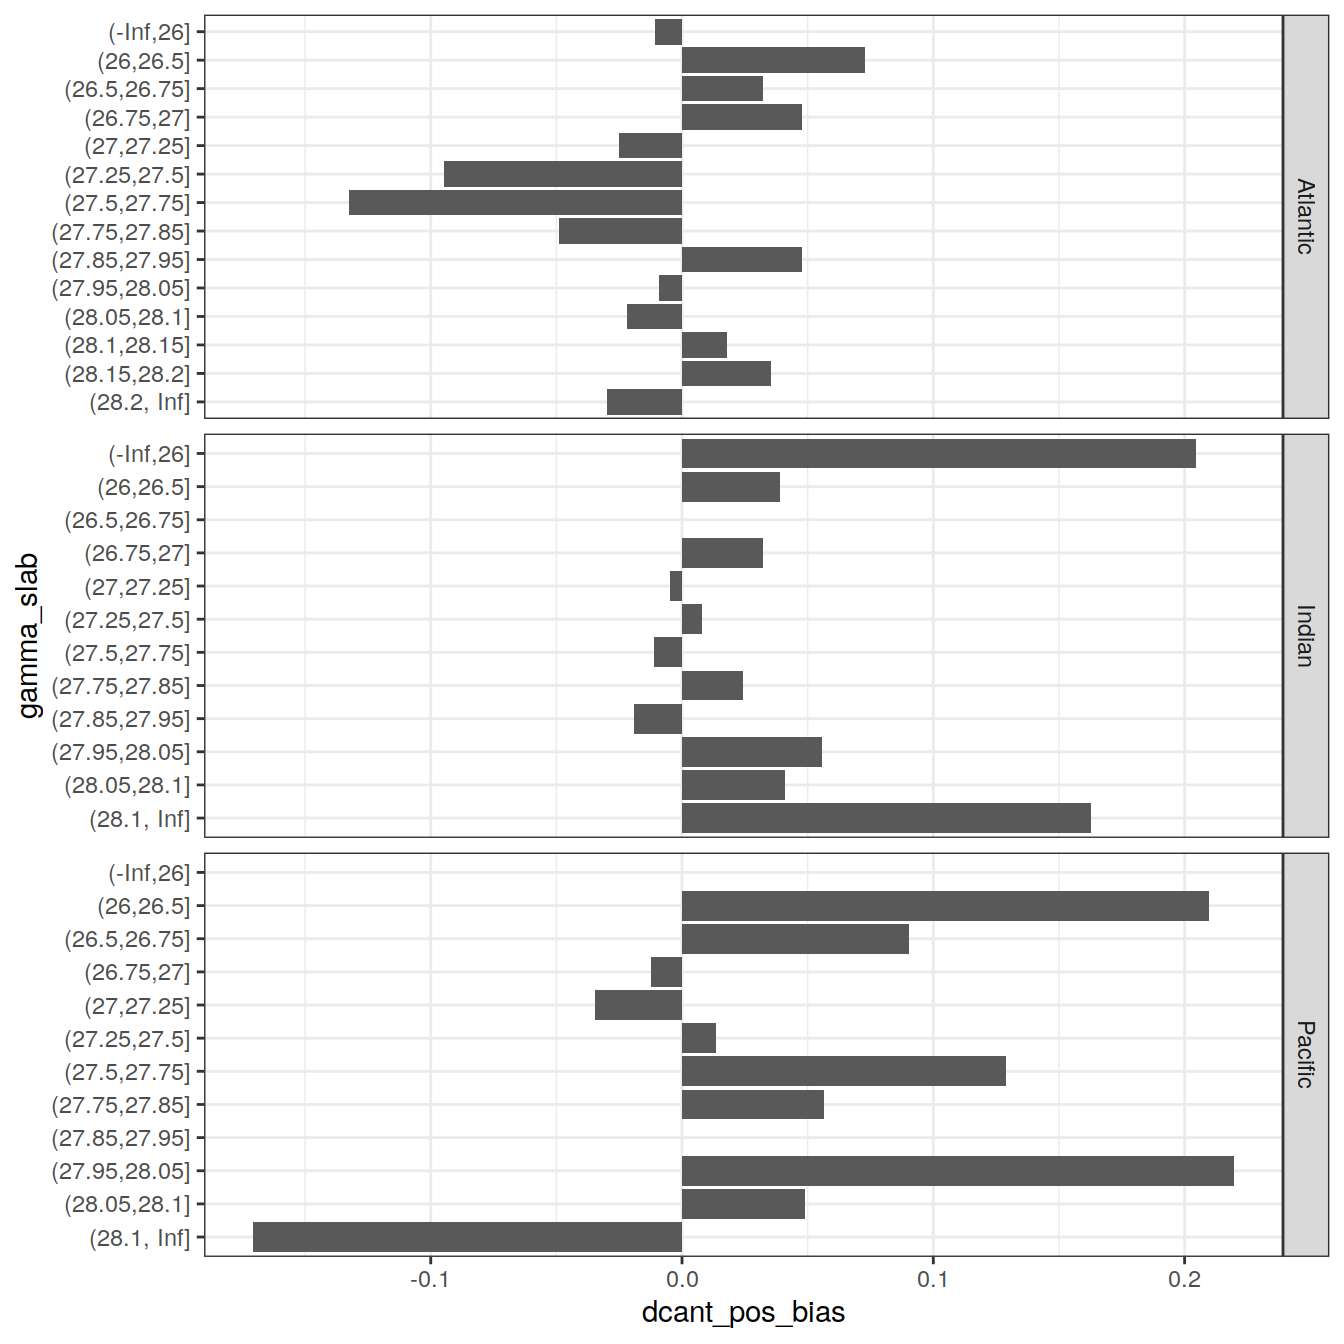 (-Inf,26]
(26,26.5]
(26.5,26.75]
(26.75,27]
(27,27.25]
(27.25,27.5]
(27.5,27.75]
(27.75,27.85]
(27.85,27.95]
(27.95,28.05]
(28.05,28.1]
(28.1,28.15]
(28.15,28.2]
(28.2, Inf]
Atlantic
(-Inf,26]
(26,26.5]
(26.5,26.75]
(26.75,27]
(27,27.25]
(27.25,27.5]
(27.5,27.75]
(27.75,27.85]
(27.85,27.95]
(27.95,28.05]
(28.05,28.1]
(28.1, Inf]
Indian
gamma_slab
(-Inf,26]
(26,26.5]
(26.5,26.75]
(26.75,27]
(27,27.25]
(27.25,27.5]
(27.5,27.75]
(27.75,27.85]
(27.85,27.95]
(27.95,28.05]
(28.05,28.1]
(28.1, Inf]
Pacific
-0.1 0.0 0.1 0.2
dcant_pos_bias